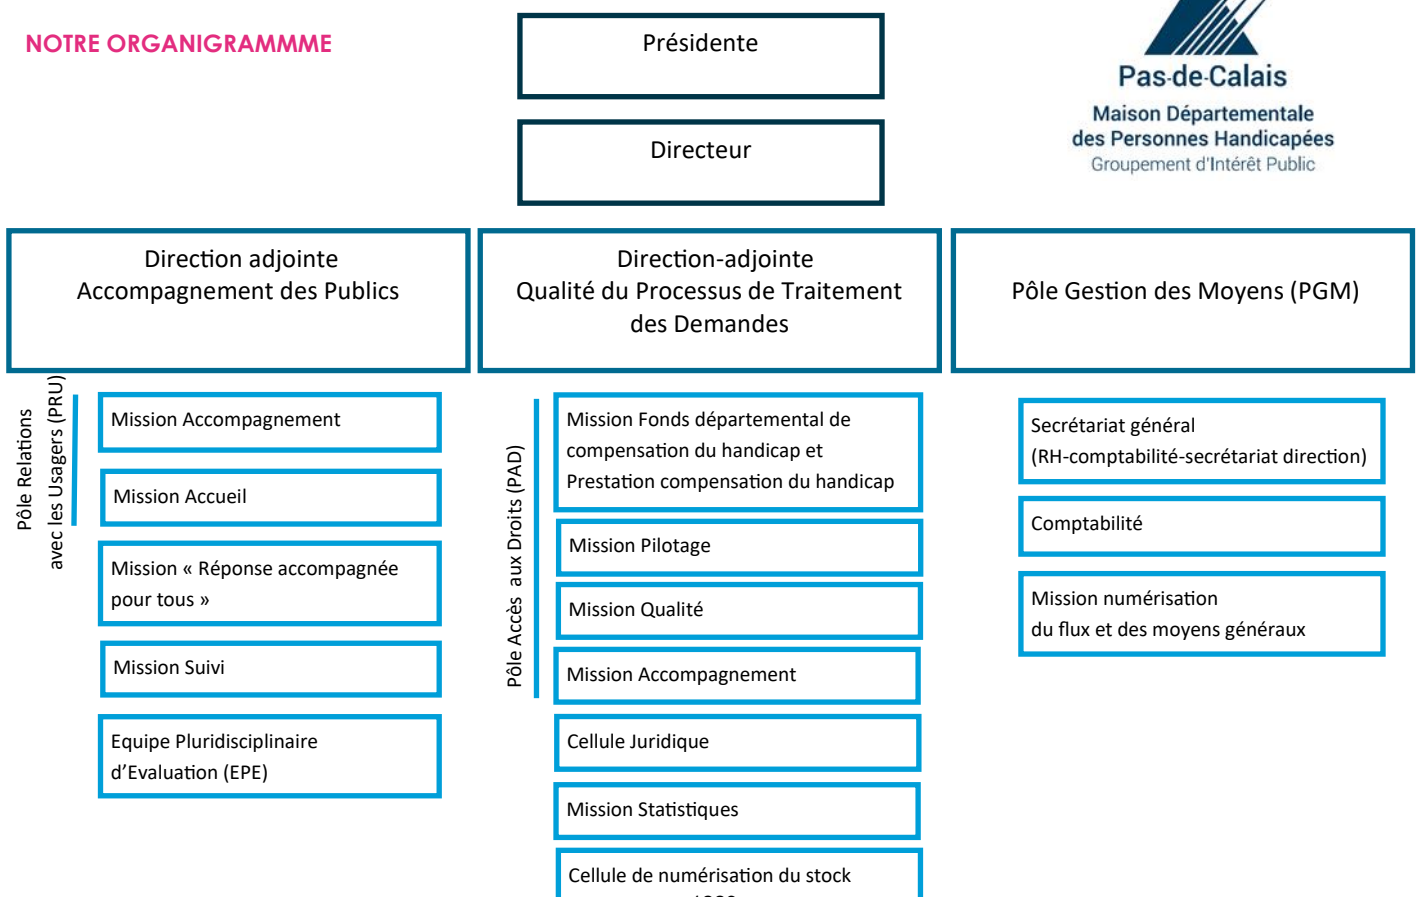 NOTRE ORGANIGRAMMME
Présidente
Directeur
Pas-de-Calais
Maison Départementale
des Personnes Handicapées
Groupement d'Intérêt Public
Direction adjointe
Accompagnement des Publics
Direction-adjointe
Qualité du Processus de Traitement
des Demandes
Pôle Gestion des Moyens (PGM)
Pôle Relations
avec les Usagers (PRU)
Mission Accompagnement
Mission Accueil
Mission « Réponse accompagnée
pour tous »
Mission Suivi
Equipe Pluridisciplinaire
d’Evaluation (EPE)
Pôle Accès aux Droits (PAD)
Mission Fonds départemental de
compensation du handicap et
Prestation compensation du handicap
Mission Pilotage
Mission Qualité
Mission Accompagnement
Cellule Juridique
Mission Statistiques
Cellule de numérisation du stock
Secrétariat général
(RH-comptabilité-secrétariat direction)
Comptabilité
Mission numérisation
du flux et des moyens généraux